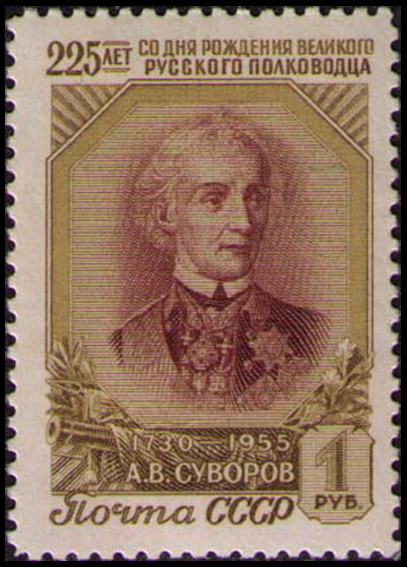 225 ЛЕТ СО ДНЯ РОЖДЕНИЯ ВЕЛИКОГО
РУССКОГО ПОЛКОВОДЦА
1730—1955
А.В. СУВОРОВ
1
РУБ.
Почта СССР